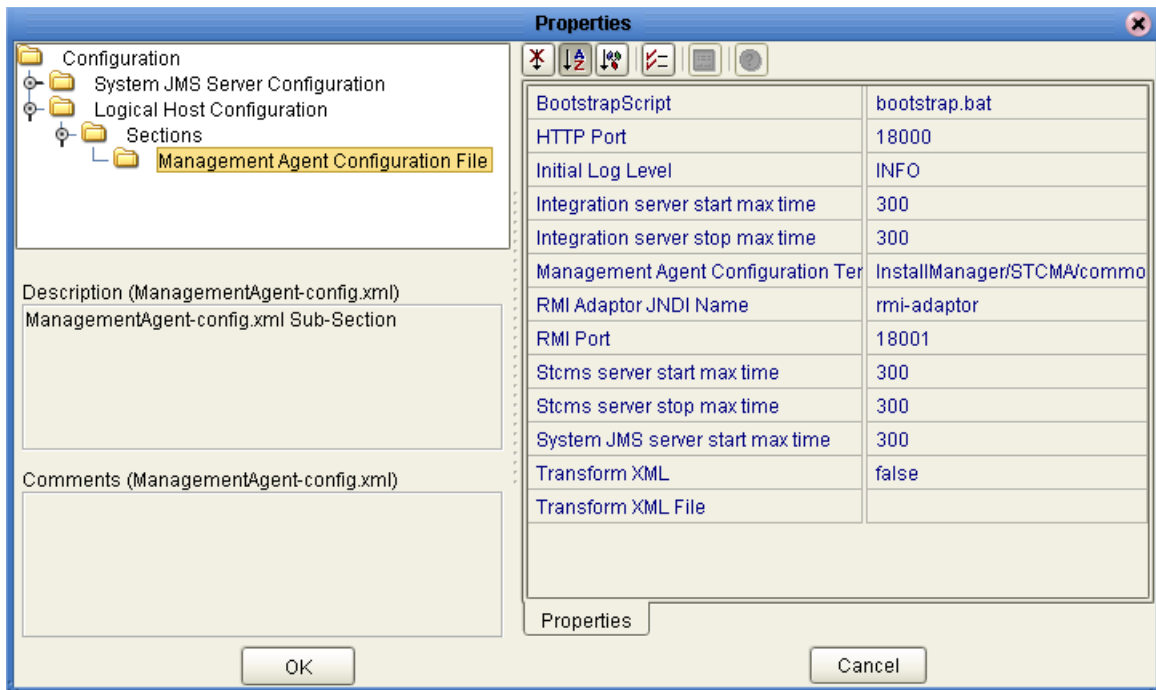 Properties
Configuration
System JMS Server Configuration
Logical Host Configuration
Sections
Management Agent Configuration File
Description (ManagementAgent-config.xml)
ManagementAgent-config.xml Sub-Section
Comments (ManagementAgent-config.xml)
BootstrapScript bootstrap.bat
HTTP Port 18000
Initial Log Level INFO
Integration server start max time 300
Integration server stop max time 300
Management Agent Configuration Ter InstallManager/STCMA/commo
RMI Adaptor JNDI Name rmi-adaptor
RMI Port 18001
Stcms server start max time 300
Stcms server stop max time 300
System JMS server start max time 300
Transform XML false
Transform XML File
Properties
OK
Cancel